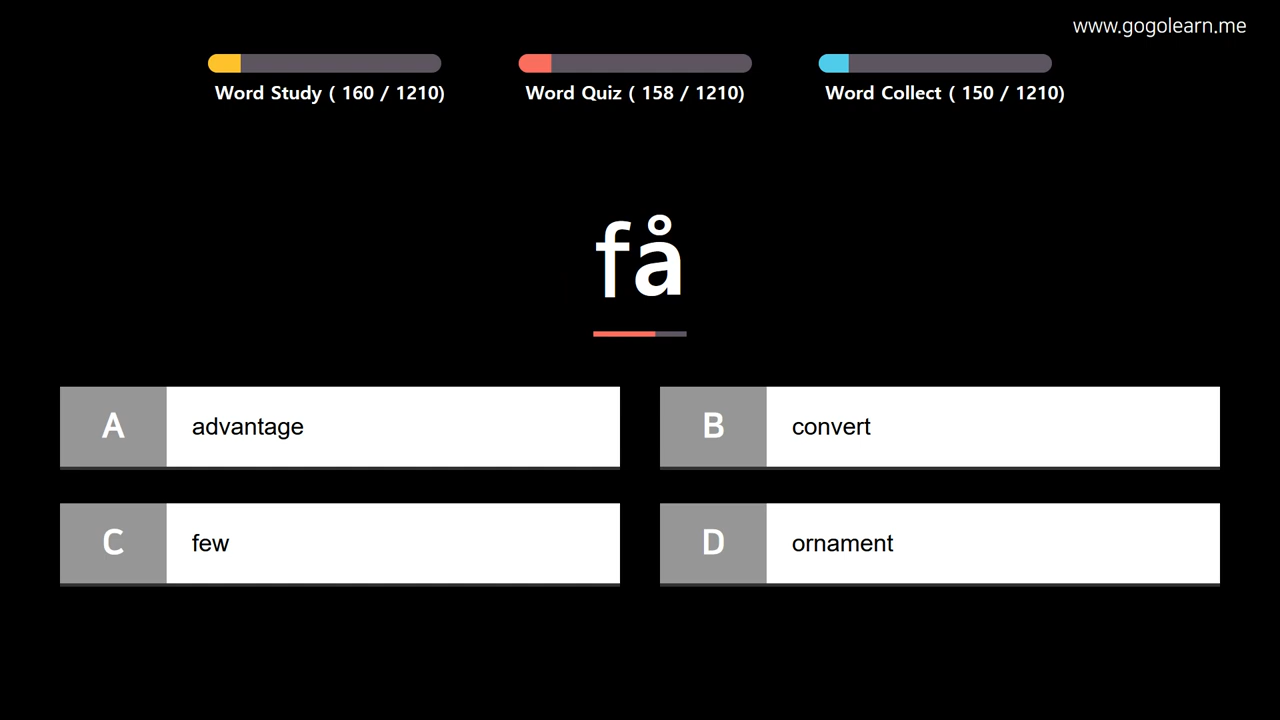 www.gogolearn.me
Word Study ( 160 / 1210)
Word Quiz ( 158 / 1210)
Word Collect ( 150 / 1210)
få
A
advantage
B
convert
C
few
D
ornament